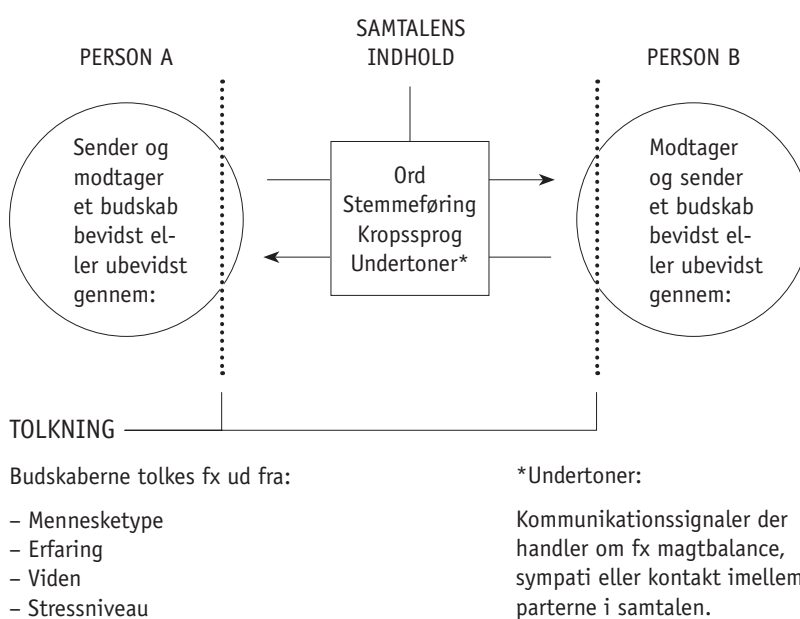 SAMTALENS
INDHOLD
PERSON A
PERSON B
Sender og
modtager
et budskab
bevidst el-
ler ubevidst
gennem:
Ord
Stemmeføring
Kropssprog
Undertoner*
Modtager
og sender
et budskab
bevidst el-
ler ubevidst
gennem:
TOLKNING
Budskaberne tolkes fx ud fra:
– Mennesketype
– Erfaring
– Viden
– Stressniveau
*Undertoner:
Kommunikationssignaler der
handler om fx magtbalance,
sympati eller kontakt imellem
parterne i samtalen.